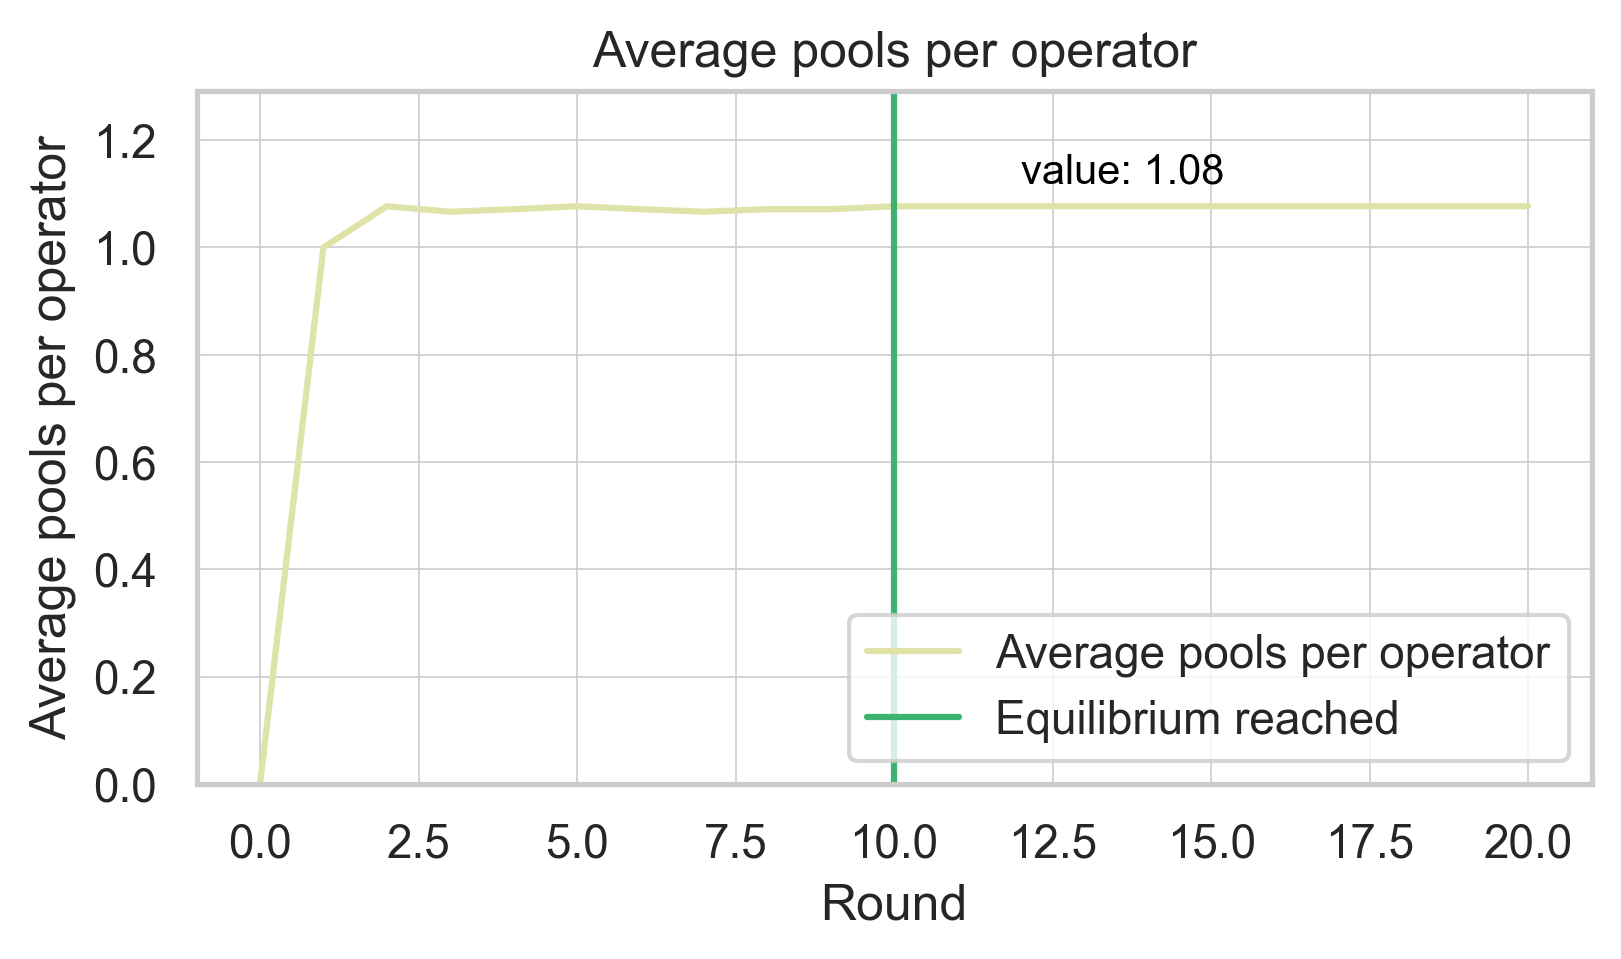 Average pools per operator
Average pools per operator
1.2
1.0
0.8
0.6
0.4
0.2
0.0
value: 1.08
Average pools per operator
Equilibrium reached
0.0 2.5 5.0 7.5 10.0 12.5 15.0 17.5 20.0
Round